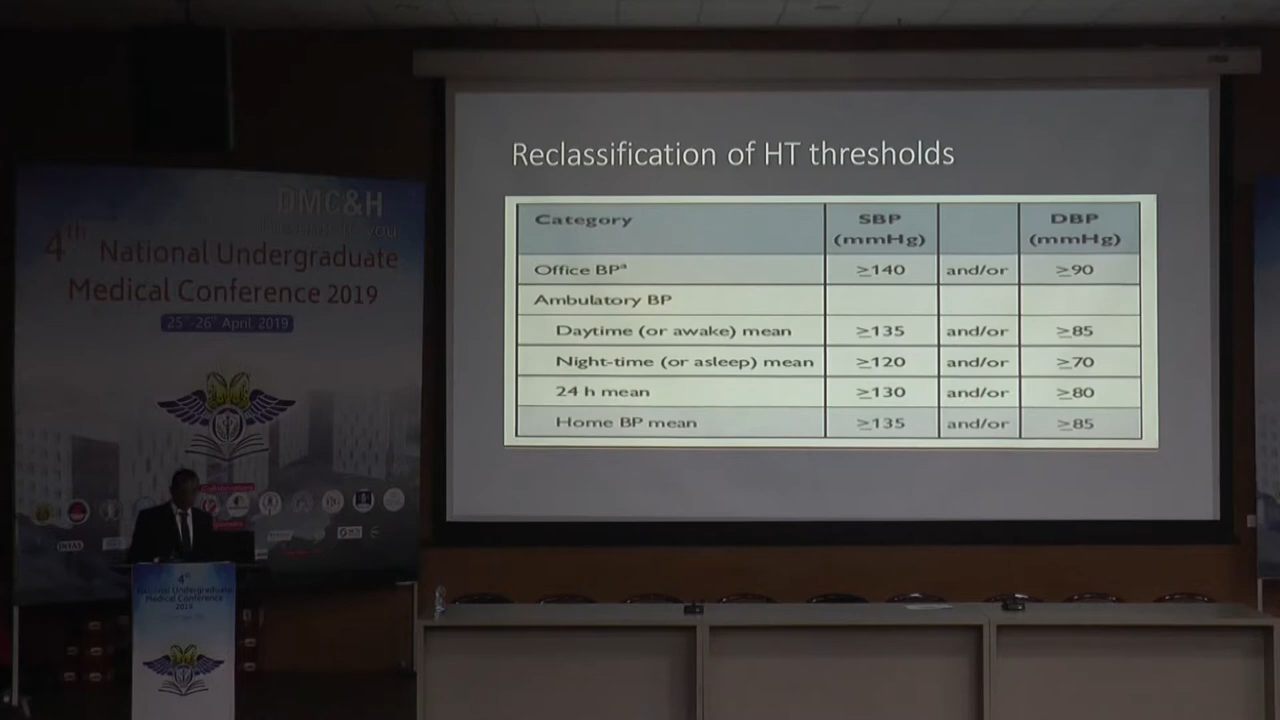 Reclassification of HT thresholds
Category SBP (mmHg) DBP (mmHg)
Office BPᵃ ≥140 and/or ≥90
Ambulatory BP
Daytime (or awake) mean ≥135 and/or ≥85
Night-time (or asleep) mean ≥120 and/or ≥70
24 h mean ≥130 and/or ≥80
Home BP mean ≥135 and/or ≥85
DMC&H
you
4th National Undergraduate
Medical Conference 2019
25th-26th April, 2019
4th
National Undergraduate
Medical Conference
2019